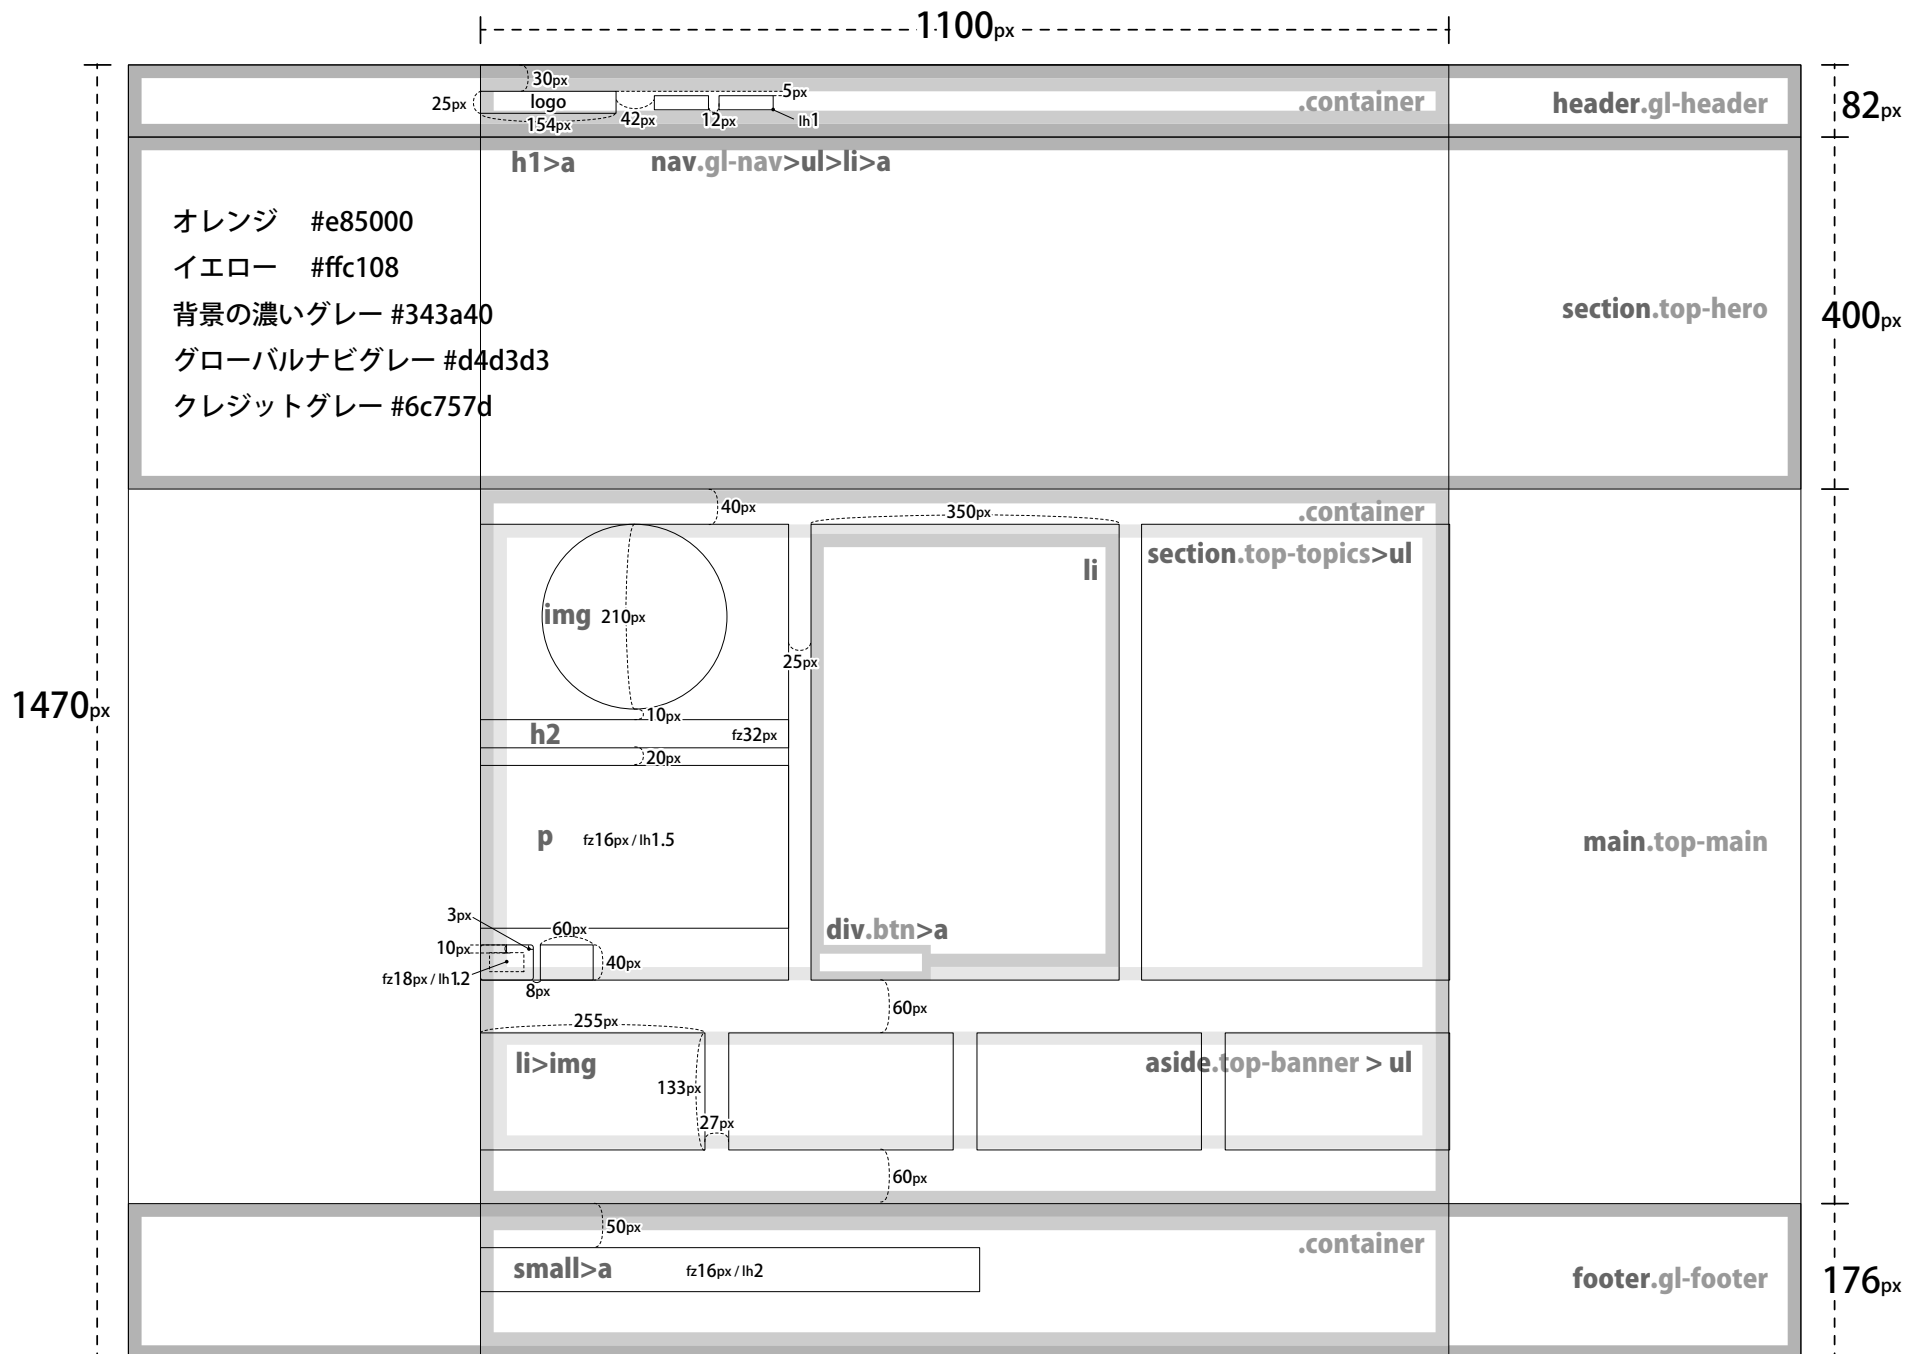 1100px
30px
5px
25px
logo
.container
header.gl-header
82px
154px
42px
12px
lh1
h1>a
nav.gl-nav>ul>li>a
オレンジ #e85000
イエロー #ffc108
背景の濃いグレー #343a40
グローバルナビグレー #d4d3d3
クレジットグレー #6c757d
section.top-hero
400px
40px
350px
.container
section.top-topics>ul
li
img
210px
25px
1470px
10px
h2
fz32px
20px
p
fz16px / lh1.5
main.top-main
3px
60px
div.btn>a
10px
40px
fz18px / lh1.2
8px
60px
255px
li>img
aside.top-banner > ul
133px
27px
60px
50px
.container
small>a
fz16px / lh2
footer.gl-footer
176px